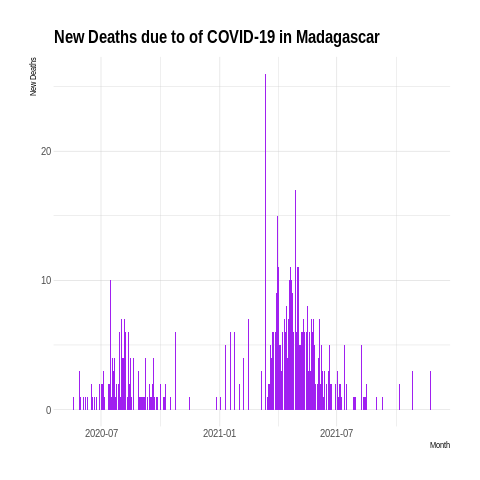 New Deaths due to of COVID-19 in Madagascar
New Deaths
20
10
0
2020-07
2021-01
2021-07
Month